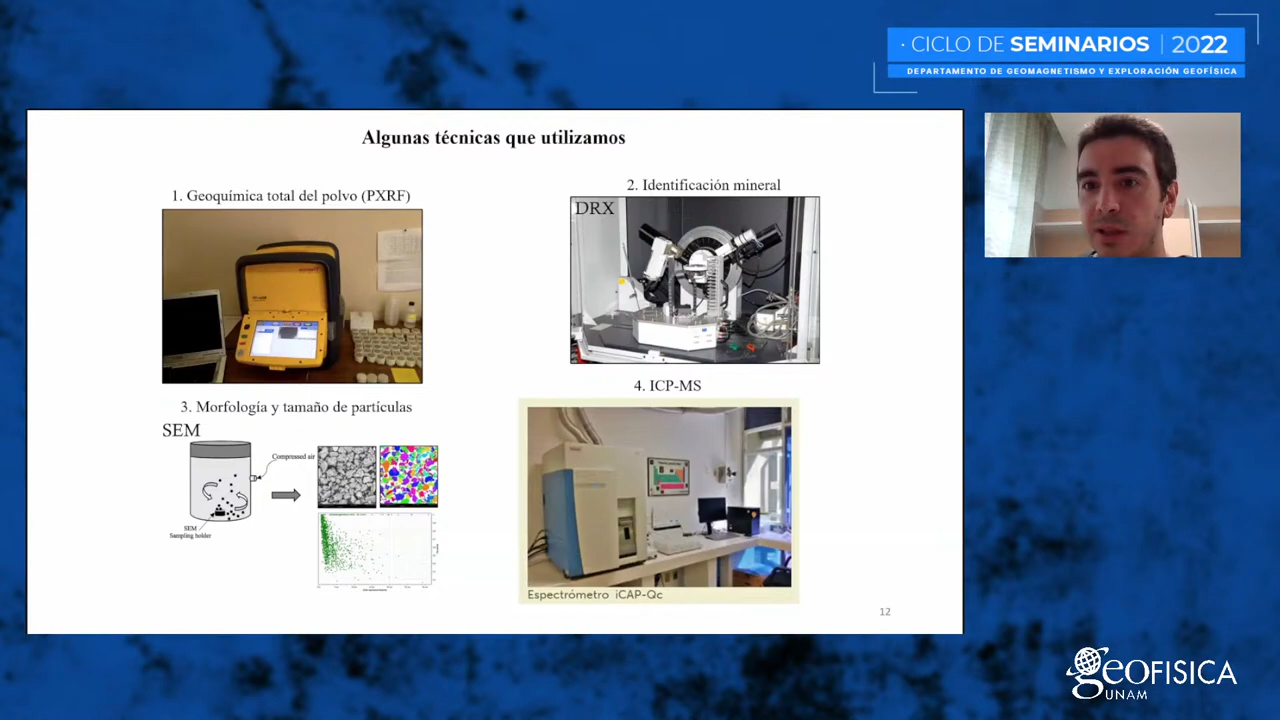 · CICLO DE SEMINARIOS | 2022
DEPARTAMENTO DE GEOMAGNETISMO Y EXPLORACIÓN GEOFÍSICA
Algunas técnicas que utilizamos
1. Geoquímica total del polvo (PXRF)
2. Identificación mineral
DRX
3. Morfología y tamaño de partículas
SEM
Compressed air
SEM
Sampling holder
4. ICP-MS
Espectrómetro iCAP-Qc
12
GEOFISICA
UNAM